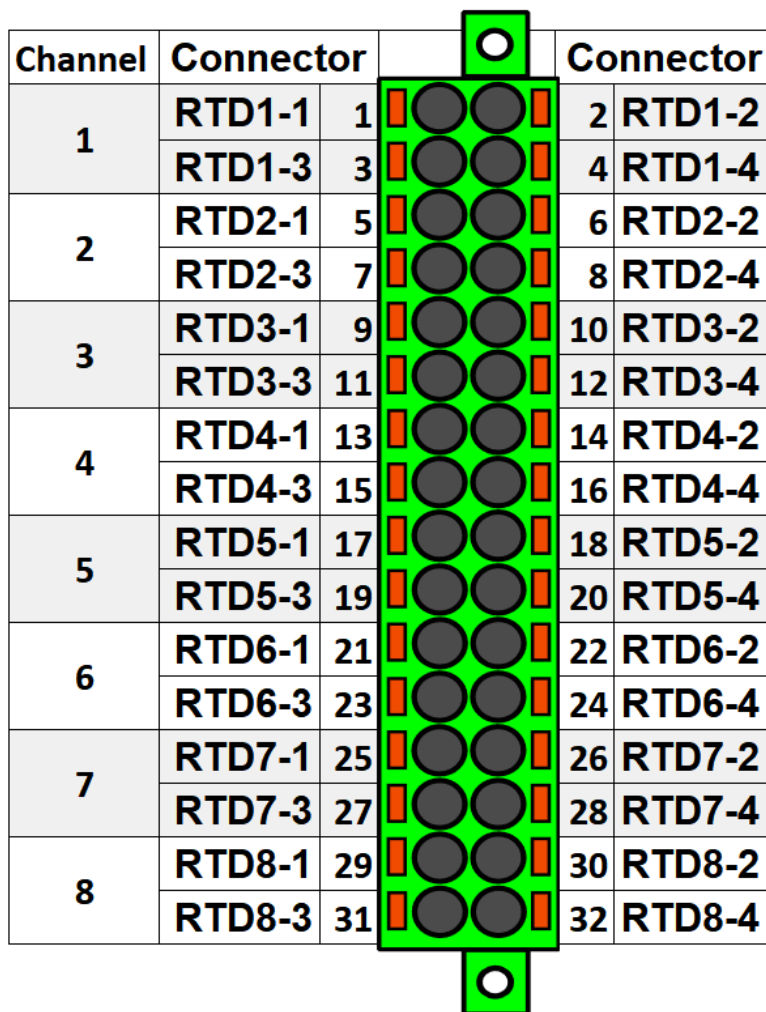 Channel Connector Connector
1
RTD1-1 1 2 RTD1-2
RTD1-3 3 4 RTD1-4
2
RTD2-1 5 6 RTD2-2
RTD2-3 7 8 RTD2-4
3
RTD3-1 9 10 RTD3-2
RTD3-3 11 12 RTD3-4
4
RTD4-1 13 14 RTD4-2
RTD4-3 15 16 RTD4-4
5
RTD5-1 17 18 RTD5-2
RTD5-3 19 20 RTD5-4
6
RTD6-1 21 22 RTD6-2
RTD6-3 23 24 RTD6-4
7
RTD7-1 25 26 RTD7-2
RTD7-3 27 28 RTD7-4
8
RTD8-1 29 30 RTD8-2
RTD8-3 31 32 RTD8-4